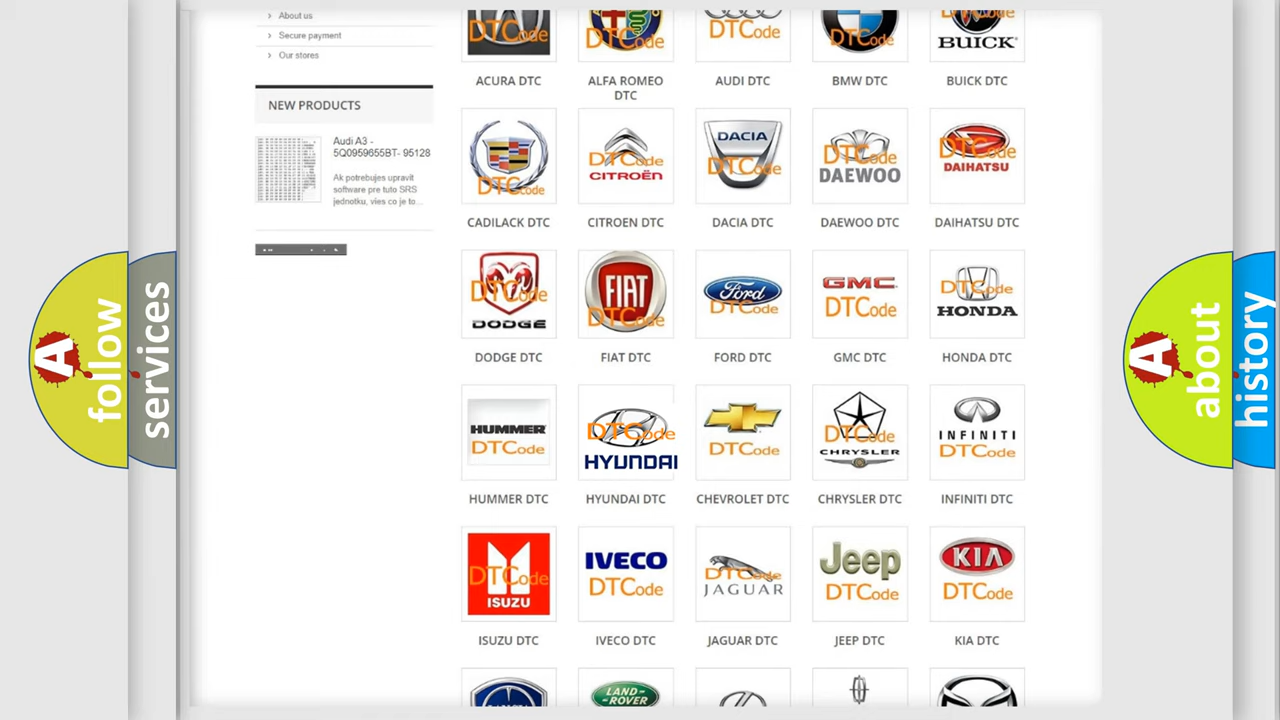 About us
Secure payment
Our stores
NEW PRODUCTS
Audi A3 -
5Q0959655BT- 95128
Ak potrebujes upravit
software pre tuto SRS
jednotku, vies co je to...
DTCode
DTCode
DTCode
DTCode
DTCode
BUICK
ACURA DTC
ALFA ROMEO
DTC
AUDI DTC
BMW DTC
BUICK DTC
DTCode
DTCode
CITROËN
DACIA
DTCode
DTCode
DAEWOO
DTCode
DAIHATSU
CADILACK DTC
CITROEN DTC
DACIA DTC
DAEWOO DTC
DAIHATSU DTC
DTCode
DODGE
FIAT
DTCode
Ford
DTCode
GMC
DTCode
DTCode
HONDA
DODGE DTC
FIAT DTC
FORD DTC
GMC DTC
HONDA DTC
HUMMER
DTCode
DTCode
HYUNDAI
DTCode
DTCode
CHRYSLER
INFINITI
DTCode
HUMMER DTC
HYUNDAI DTC
CHEVROLET DTC
CHRYSLER DTC
INFINITI DTC
DTCode
ISUZU
IVECO
DTCode
DTCode
JAGUAR
Jeep
DTCode
KIA
DTCode
ISUZU DTC
IVECO DTC
JAGUAR DTC
JEEP DTC
KIA DTC
LAND-
ROVER
A follow
services
A about
history